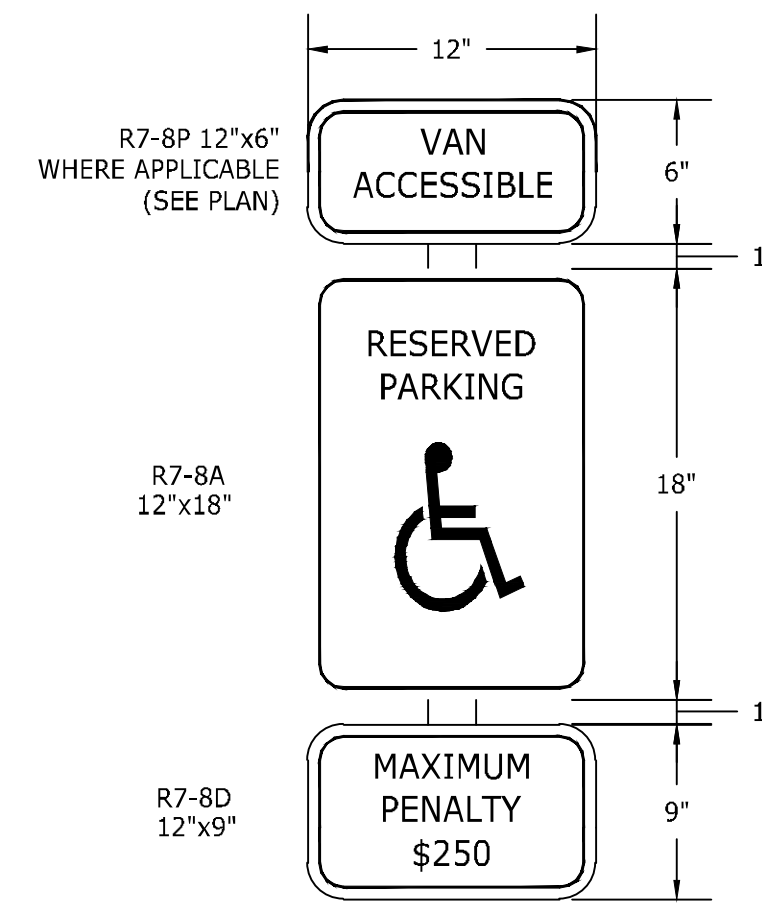 12"
R7-8P 12"x6"
WHERE APPLICABLE
(SEE PLAN)
VAN
ACCESSIBLE
6"
1
RESERVED
PARKING
R7-8A
12"x18"
18"
1
MAXIMUM
PENALTY
$250
R7-8D
12"x9"
9"